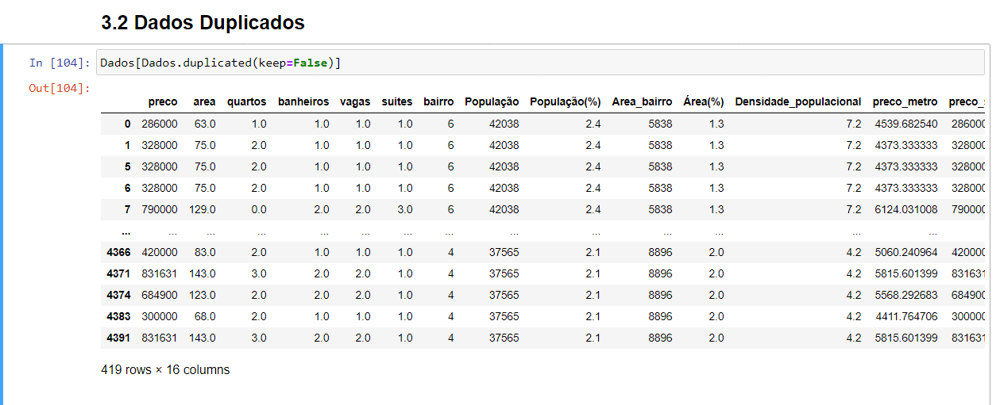 3.2 Dados Duplicados
In [104]: Dados[Dados.duplicated(keep=False)]
Out[104]:
preco area quartos banheiros vagas suites bairro População População(%) Area_bairro Área(%) Densidade_populacional preco_metro preco_
0 286000 63.0 1.0 1.0 1.0 1.0 6 42038 2.4 5838 1.3 7.2 4539.682540 286000
1 328000 75.0 2.0 1.0 1.0 1.0 6 42038 2.4 5838 1.3 7.2 4373.333333 328000
5 328000 75.0 2.0 1.0 1.0 1.0 6 42038 2.4 5838 1.3 7.2 4373.333333 328000
6 328000 75.0 2.0 1.0 1.0 1.0 6 42038 2.4 5838 1.3 7.2 4373.333333 328000
7 790000 129.0 0.0 2.0 2.0 3.0 6 42038 2.4 5838 1.3 7.2 6124.031008 790000
... ... ... ... ... ... ... ... ... ... ... ... ... ...
4366 420000 83.0 2.0 1.0 1.0 1.0 4 37565 2.1 8896 2.0 4.2 5060.240964 420000
4371 831631 143.0 3.0 2.0 2.0 1.0 4 37565 2.1 8896 2.0 4.2 5815.601399 831631
4374 684900 123.0 2.0 2.0 2.0 1.0 4 37565 2.1 8896 2.0 4.2 5568.292683 684900
4383 300000 68.0 2.0 1.0 1.0 1.0 4 37565 2.1 8896 2.0 4.2 4411.764706 300000
4391 831631 143.0 3.0 2.0 2.0 1.0 4 37565 2.1 8896 2.0 4.2 5815.601399 831631
419 rows × 16 columns